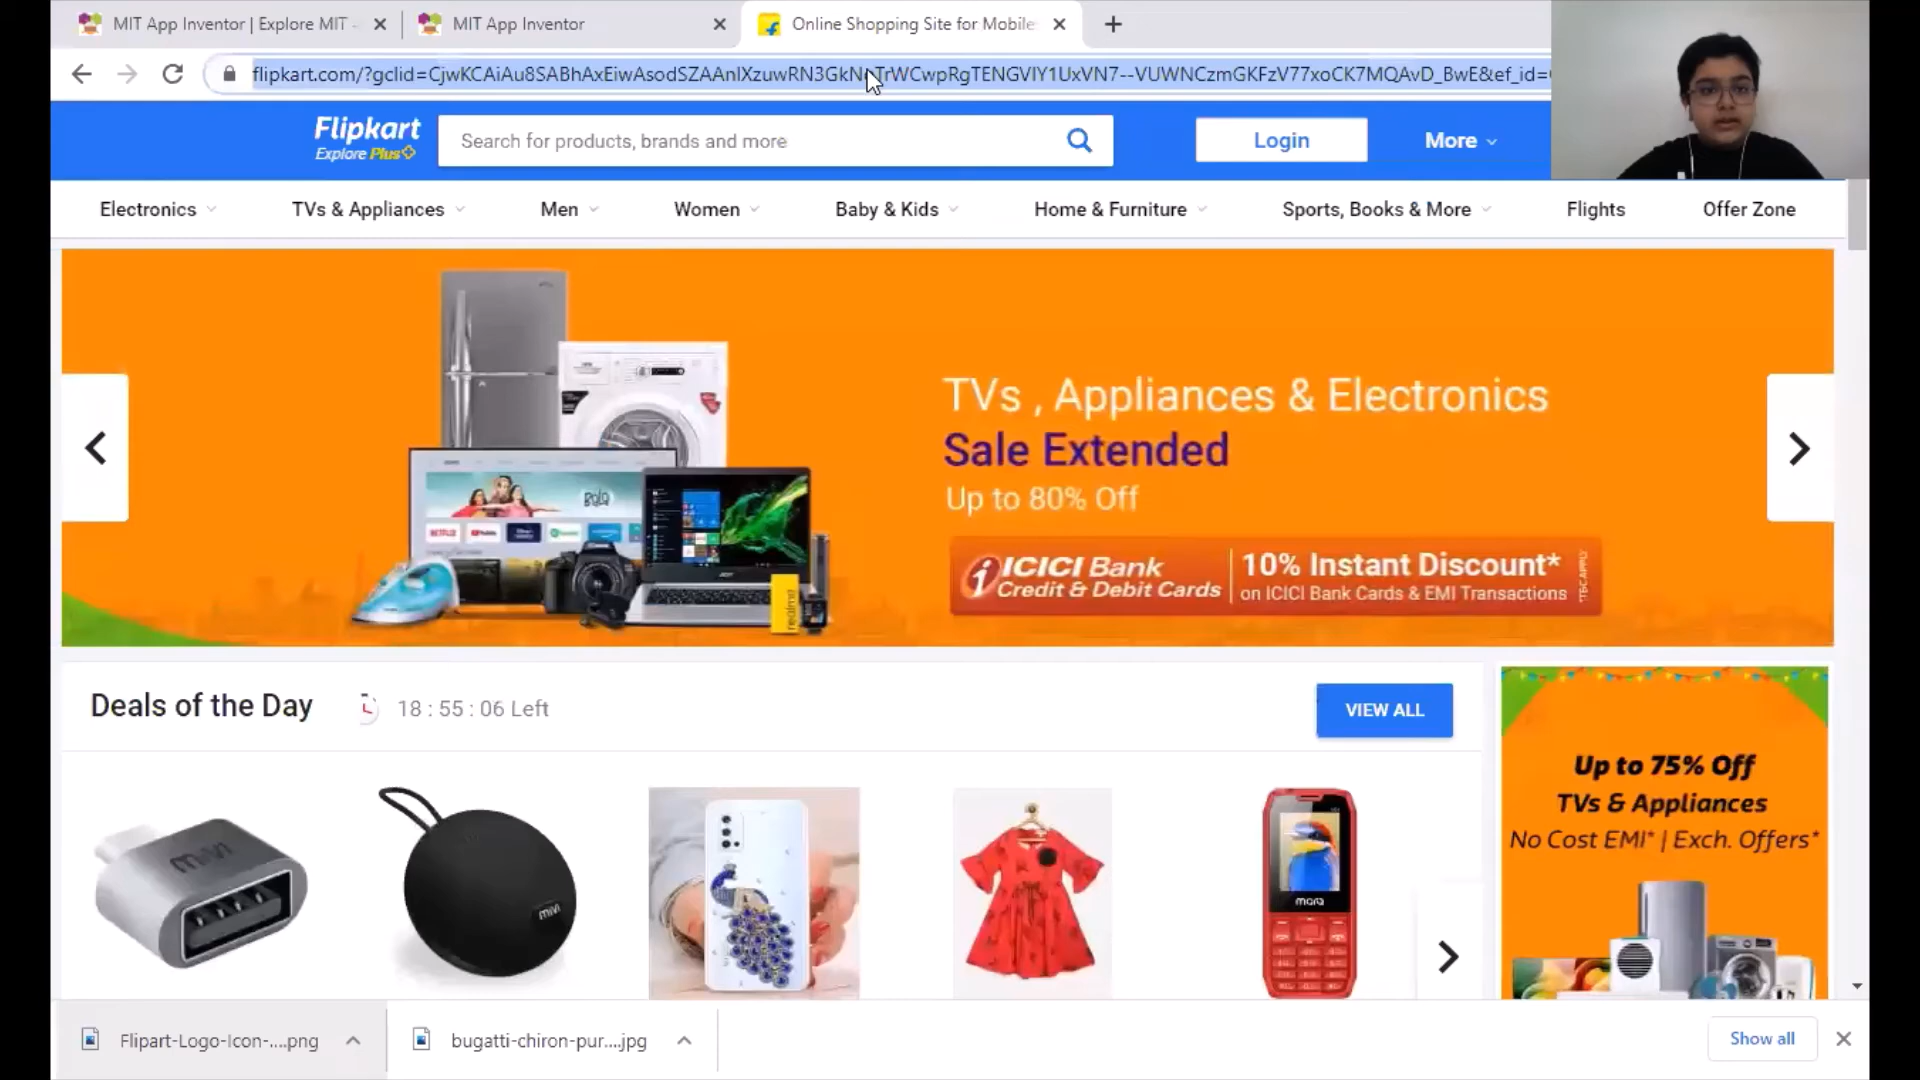 MIT App Inventor | Explore MIT
MIT App Inventor
Online Shopping Site for Mobile
flipkart.com/?gclid=
Flipkart
Explore Plus
Search for products, brands and more
Login
More
Electronics
TVs & Appliances
Men
Women
Baby & Kids
Home & Furniture
Sports, Books & More
Flights
Offer Zone
TVs , Appliances & Electronics
Sale Extended
Up to 80% Off
ICICI Bank
Credit & Debit Cards
10% Instant Discount*
on ICICI Bank Cards & EMI Transactions
realme
Deals of the Day
18 : 55 : 06 Left
VIEW ALL
Up to 75% Off
TVs & Appliances
No Cost EMI* | Exch. Offers*
mivi
mivi
Flipart-Logo-Icon-....png
bugatti-chiron-pur....jpg
Show all